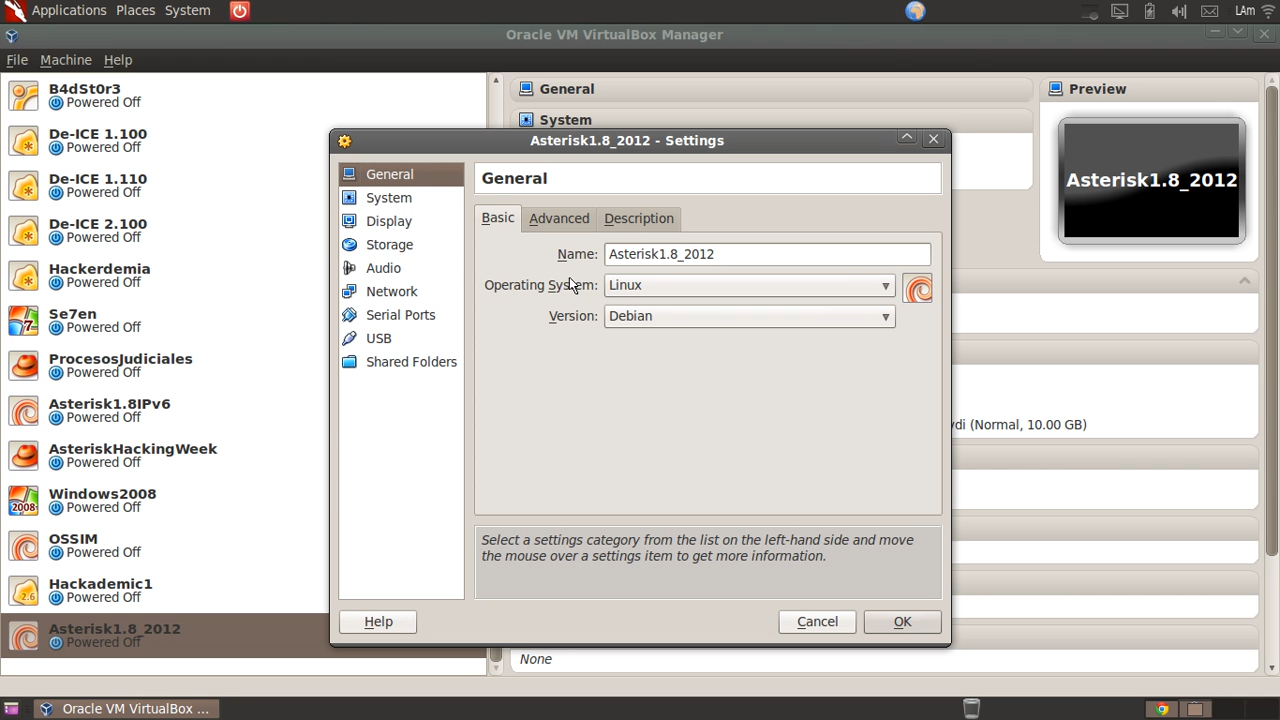 Applications Places System
LAm
Oracle VM VirtualBox Manager
File Machine Help
B4dSt0r3
Powered Off
De-ICE 1.100
Powered Off
De-ICE 1.110
Powered Off
De-ICE 2.100
Powered Off
Hackerdemia
Powered Off
Se7en
Powered Off
ProcesosJudiciales
Powered Off
Asterisk1.8IPv6
Powered Off
AsteriskHackingWeek
Powered Off
2008
Windows2008
Powered Off
OSSIM
Powered Off
2.6
Hackademic1
Powered Off
Asterisk1.8_2012
Powered Off
General
System
Preview
Asterisk1.8_2012
vdi (Normal, 10.00 GB)
None
Asterisk1.8_2012 - Settings
General
System
Display
Storage
Audio
Network
Serial Ports
USB
Shared Folders
General
Basic Advanced Description
Name: Asterisk1.8_2012
Operating System: Linux
Version: Debian
Select a settings category from the list on the left-hand side and move
the mouse over a settings item to get more information.
Help Cancel OK
Oracle VM VirtualBox ...